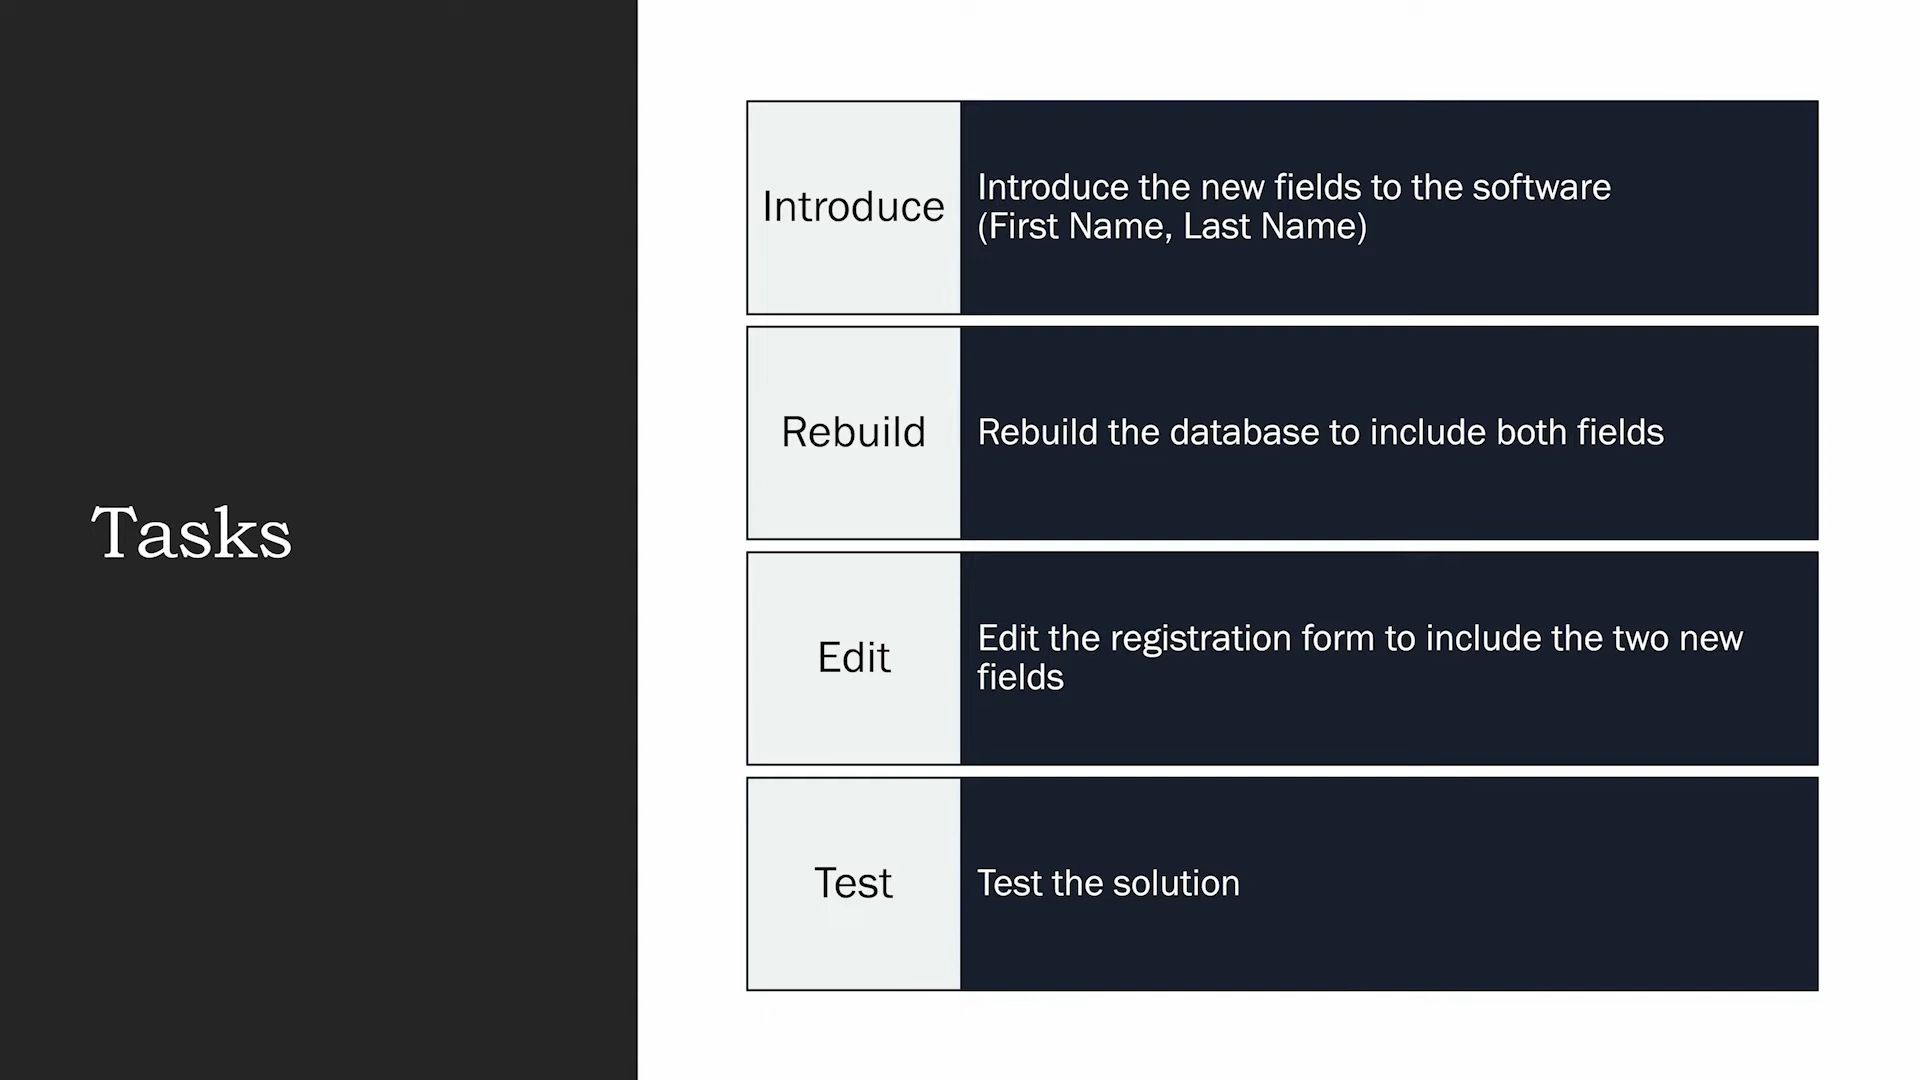 Tasks
Introduce
Introduce the new fields to the software
(First Name, Last Name)
Rebuild
Rebuild the database to include both fields
Edit
Edit the registration form to include the two new
fields
Test
Test the solution